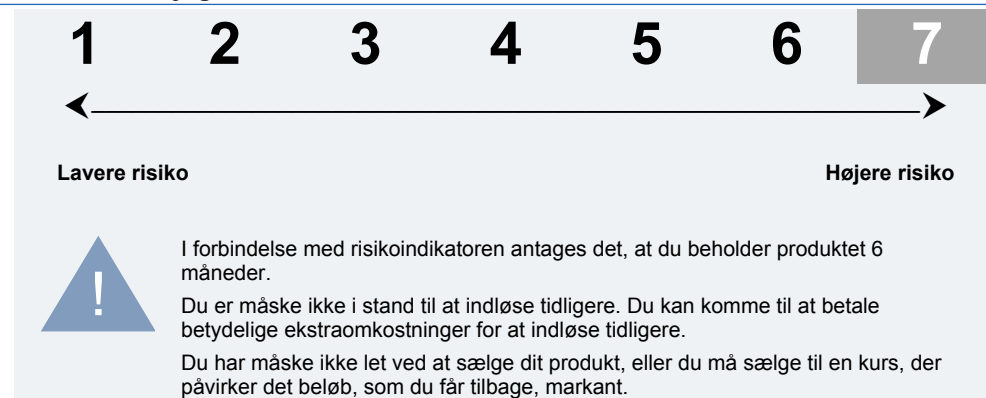 1 2 3 4 5 6 7
Lavere risiko Højere risiko
!
I forbindelse med risikoindikatoren antages det, at du beholder produktet 6
måneder.
Du er måske ikke i stand til at indløse tidligere. Du kan komme til at betale
betydelige ekstraomkostninger for at indløse tidligere.
Du har måske ikke let ved at sælge dit produkt, eller du må sælge til en kurs, der
påvirker det beløb, som du får tilbage, markant.